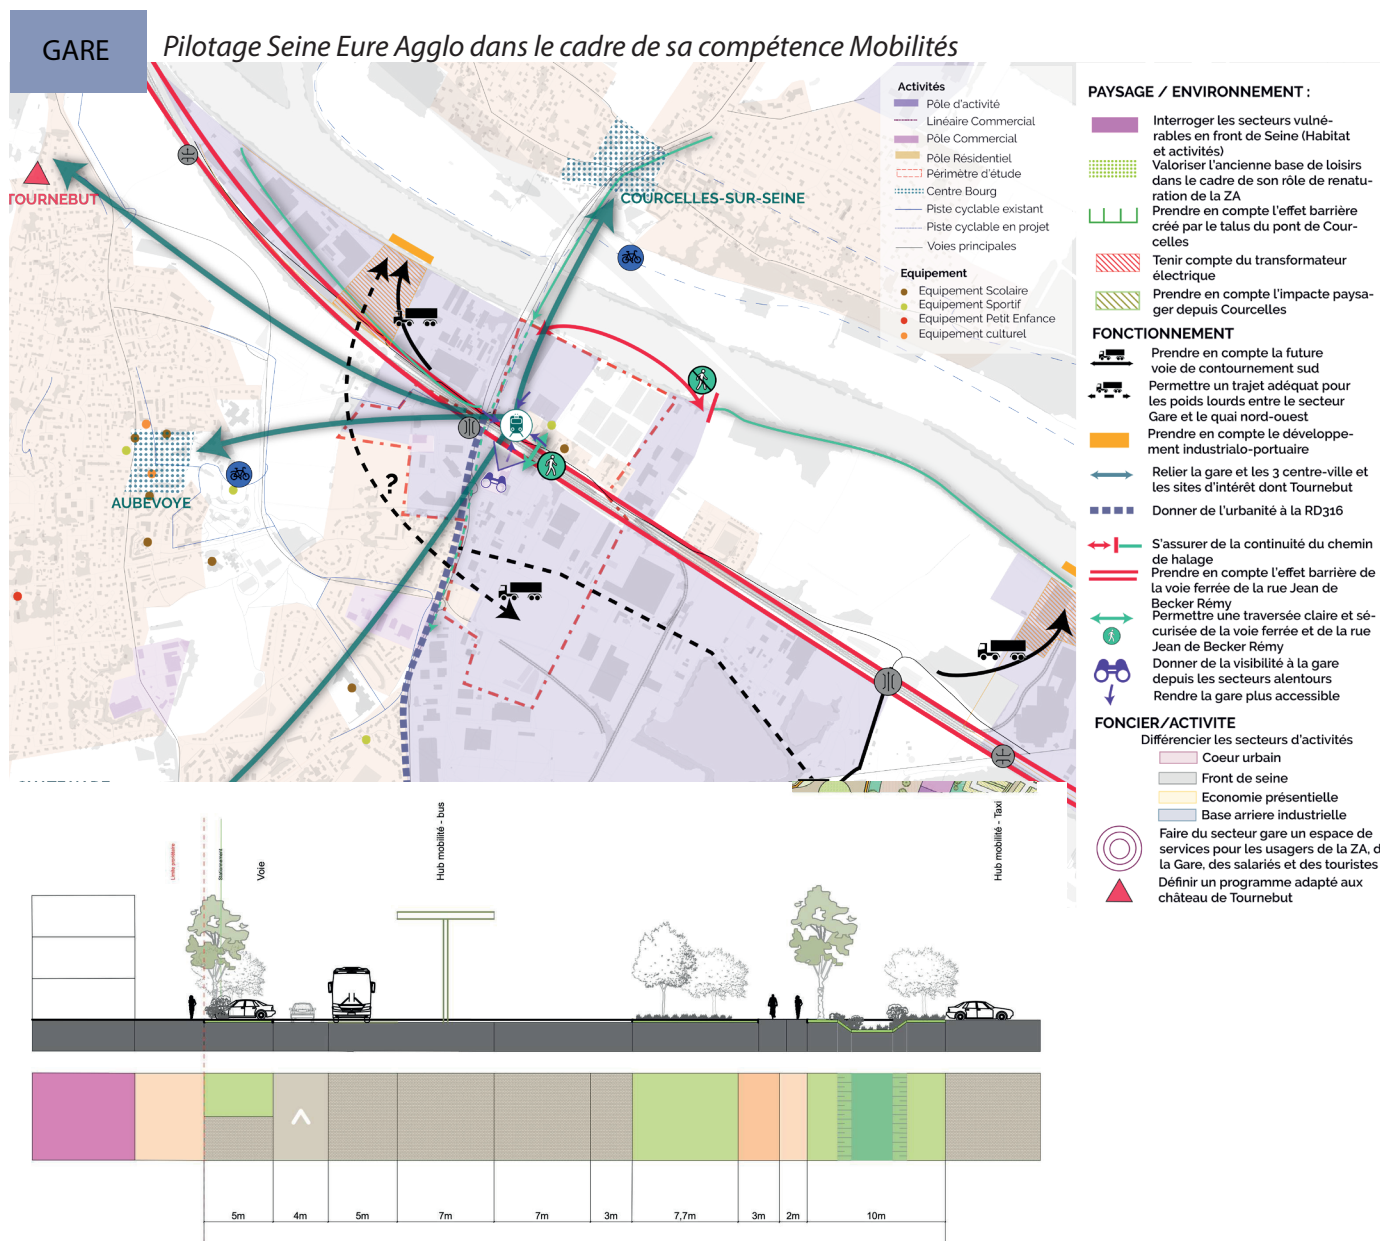 GARE
Pilotage Seine Eure Agglo dans le cadre de sa compétence Mobilités
Activités
Pôle d'activité
Linéaire Commercial
Pôle Commercial
Pôle Résidentiel
Périmètre d'étude
Centre Bourg
Piste cyclable existant
Piste cyclable en projet
Voies principales
Equipement
Equipement Scolaire
Equipement Sportif
Equipement Petit Enfance
Equipement culturel
TOURNEBUT
COURCELLES-SUR-SEINE
AUBEVOYE
?
PAYSAGE / ENVIRONNEMENT :
Interroger les secteurs vulné-
rables en front de Seine (Habitat
et activités)
Valoriser l'ancienne base de loisirs
dans le cadre de son rôle de renatu-
ration de la ZA
Prendre en compte l'effet barrière
créé par le talus du pont de Cour-
celles
Tenir compte du transformateur
électrique
Prendre en compte l'impacte paysa-
ger depuis Courcelles
FONCTIONNEMENT
Prendre en compte la future
voie de contournement sud
Permettre un trajet adéquat pour
les poids lourds entre le secteur
Gare et le quai nord-ouest
Prendre en compte le développe-
ment industrialo-portuaire
Relier la gare et les 3 centre-ville et
les sites d'intérêt dont Tournebut
Donner de l'urbanité à la RD316
S'assurer de la continuité du chemin
de halage
Prendre en compte l'effet barrière de
la voie ferrée de la rue Jean de
Becker Rémy
Permettre une traversée claire et sé-
curisée de la voie ferrée et de la rue
Jean de Becker Rémy
Donner de la visibilité à la gare
depuis les secteurs alentours
Rendre la gare plus accessible
FONCIER/ACTIVITE
Différencier les secteurs d'activités
Coeur urbain
Front de seine
Economie présentielle
Base arriere industrielle
Faire du secteur gare un espace de
services pour les usagers de la ZA, d
la Gare, des salariés et des touristes
Définir un programme adapté aux
château de Tournebut
Limite parcellaire
Stationnement
Voie
Hub mobilité - bus
Hub mobilité - Taxi
5m
4m
5m
7m
7m
3m
7,7m
3m
2m
10m